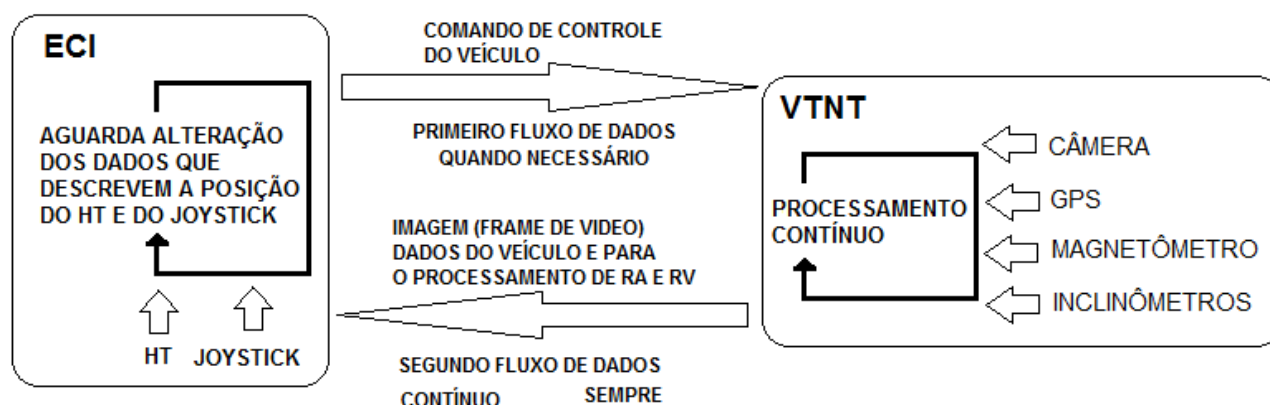 ECI
AGUARDA ALTERAÇÃO
DOS DADOS QUE
DESCREVEM A POSIÇÃO
DO HT E DO JOYSTICK
HT JOYSTICK
COMANDO DE CONTROLE
DO VEÍCULO
PRIMEIRO FLUXO DE DADOS
QUANDO NECESSÁRIO
IMAGEM (FRAME DE VIDEO)
DADOS DO VEÍCULO E PARA
O PROCESSAMENTO DE RA E RV
SEGUNDO FLUXO DE DADOS
CONTÍNUO SEMPRE
VTNT
PROCESSAMENTO
CONTÍNUO
CÂMERA
GPS
MAGNETÔMETRO
INCLINÔMETROS